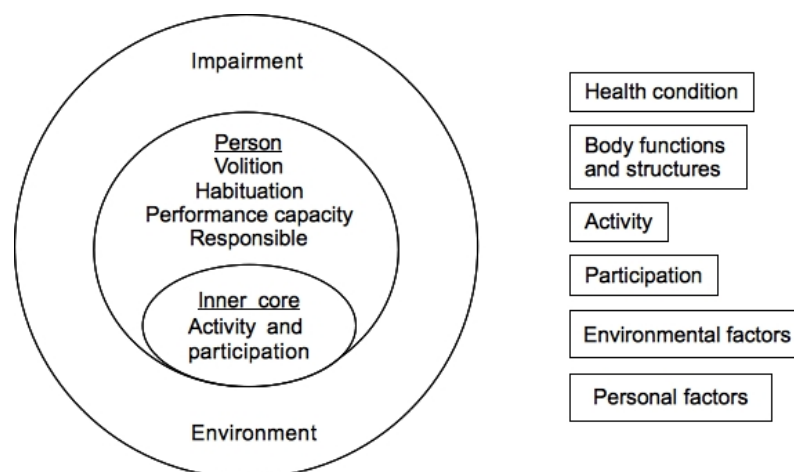 Impairment
Person
Volition
Habituation
Performance capacity
Responsible
Inner core
Activity and
participation
Environment
Health condition
Body functions
and structures
Activity
Participation
Environmental factors
Personal factors